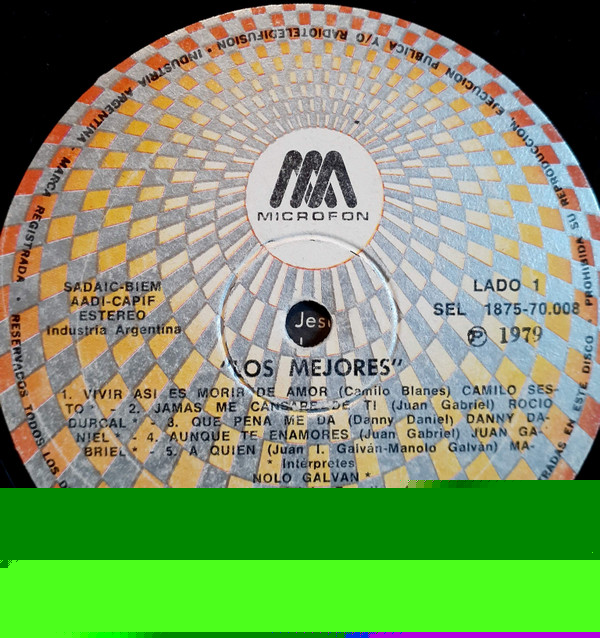 RESERVADOS TODOS LOS D
MARCA REGISTRADA · INDUSTRIA ARGENTINA ·
PROHIBIDA SU REPRODUCCION, EJECUCION PUBLICA Y/O RADIOTELEDIFUSION
TRADAS EN ESTE DISCO
MICROFON
SADAIC-BIEM
AADI-CAPIF
ESTEREO
Industria Argentina
LADO 1
SEL 1875-70.008
Ⓟ 1979
Jes
"LOS MEJORES"
1. VIVIR ASI ES MORIR DE AMOR (Camilo Blanes) CAMILO SES-
TO * - 2. JAMAS ME CANSARE DE TI (Juan Gabriel) ROCIO
DURCAL * - 3. QUE PENA ME DA (Danny Daniel) DANNY DA-
NIEL * - 4. AUNQUE TE ENAMORES (Juan Gabriel) JUAN GA-
BRIEL * - 5. A QUIEN (Juan I. Galván-Manolo Galván) MA-
* Intérpretes
NOLO GALVAN *